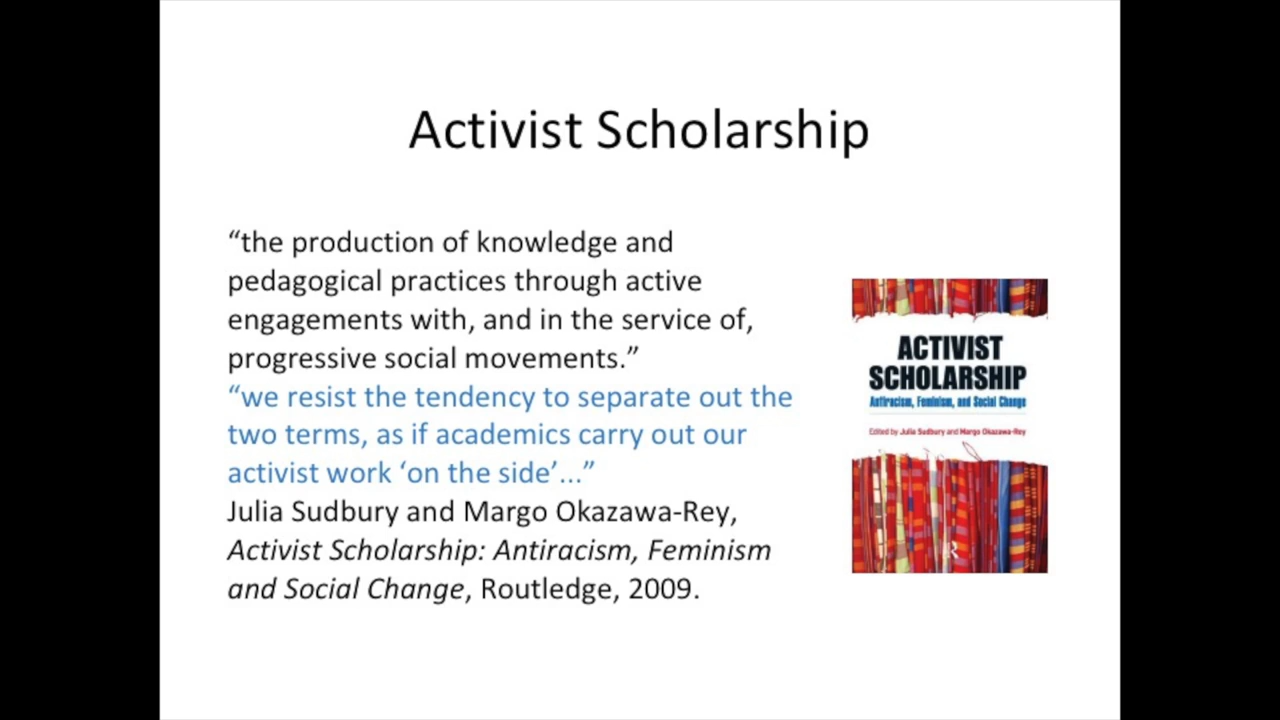 Activist Scholarship
“the production of knowledge and
pedagogical practices through active
engagements with, and in the service of,
progressive social movements.”
“we resist the tendency to separate out the
two terms, as if academics carry out our
activist work ‘on the side’...”
Julia Sudbury and Margo Okazawa-Rey,
Activist Scholarship: Antiracism, Feminism
and Social Change, Routledge, 2009.
ACTIVIST
SCHOLARSHIP
Antiracism, Feminism, and Social Change
Edited by Julia Sudbury and Margo Okazawa-Rey
R